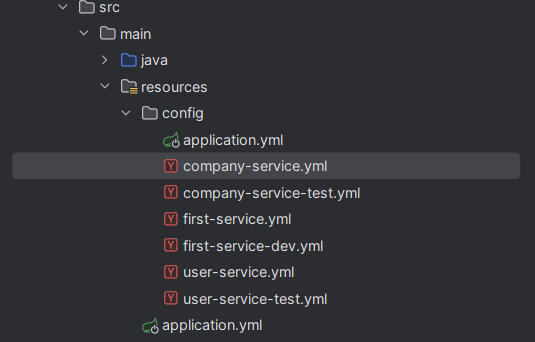 src
main
java
resources
config
application.yml
company-service.yml
company-service-test.yml
first-service.yml
first-service-dev.yml
user-service.yml
user-service-test.yml
application.yml